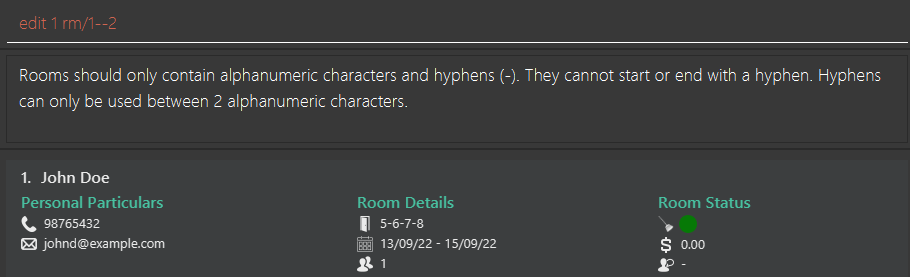 edit 1 rm/1--2
Rooms should only contain alphanumeric characters and hyphens (-). They cannot start or end with a hyphen. Hyphens
can only be used between 2 alphanumeric characters.
1. John Doe
Personal Particulars
98765432
johnd@example.com
Room Details
5-6-7-8
13/09/22 - 15/09/22
1
Room Status
$ 0.00
-